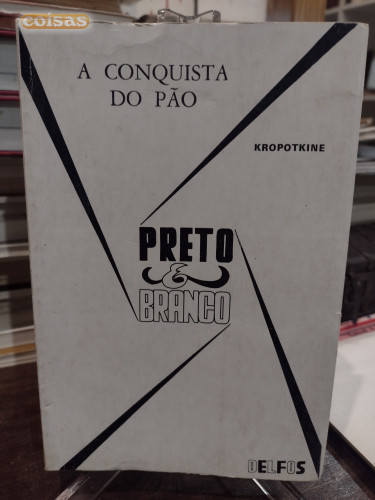 coisas
A CONQUISTA
DO PÃO
KROPOTKINE
PRETO
&
BRANCO
DELFOS